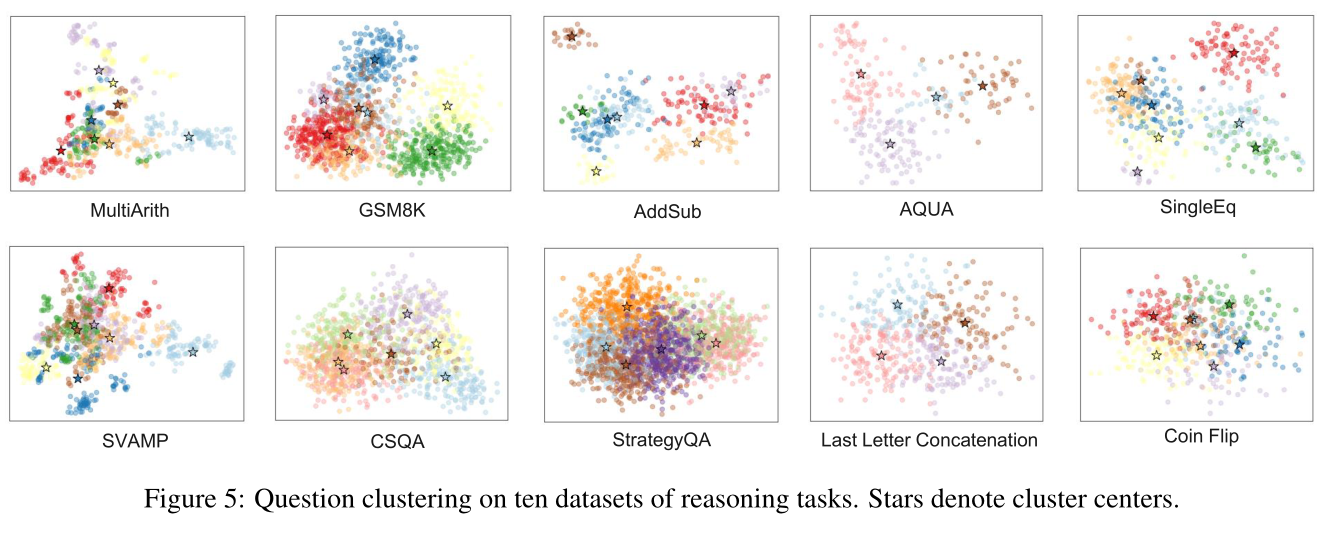 MultiArith
GSM8K
AddSub
AQUA
SingleEq
SVAMP
CSQA
StrategyQA
Last Letter Concatenation
Coin Flip
Figure 5: Question clustering on ten datasets of reasoning tasks. Stars denote cluster centers.